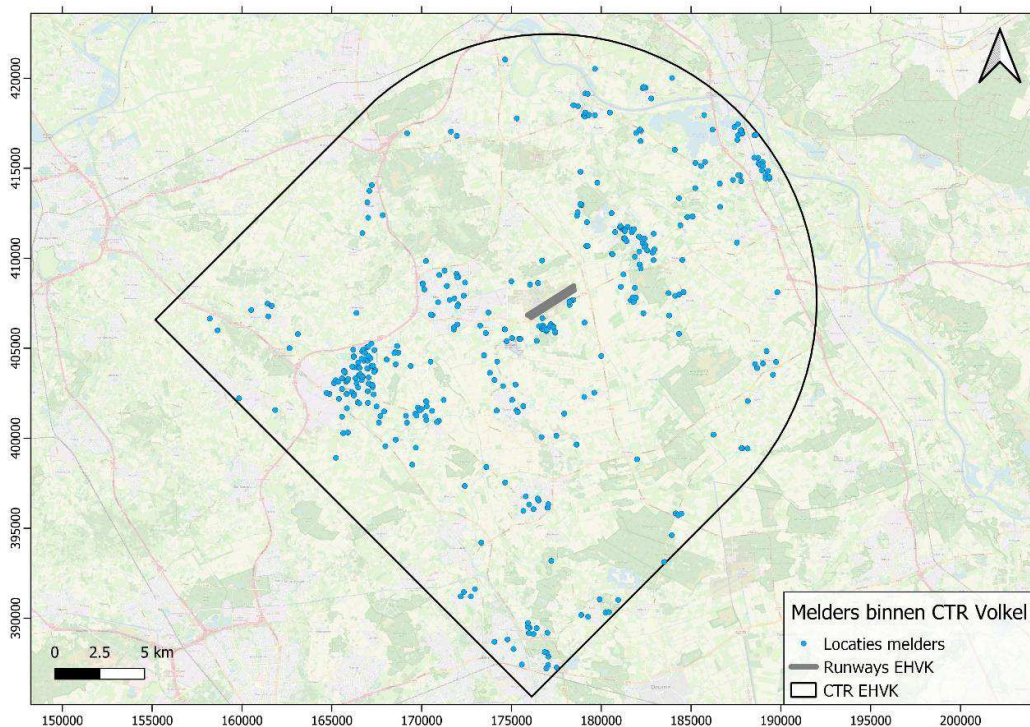 420000
415000
410000
405000
400000
395000
390000
0 2.5 5 km
Melders binnen CTR Volkel
Locaties melders
Runways EHVK
CTR EHVK
150000 155000 160000 165000 170000 175000 180000 185000 190000 195000 200000